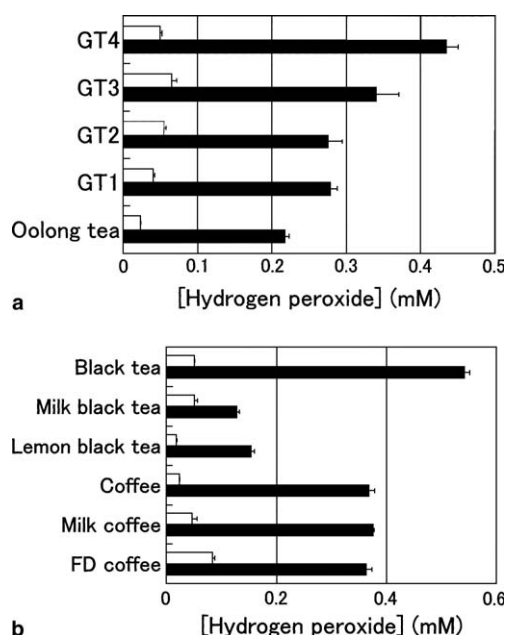 GT4
GT3
GT2
GT1
Oolong tea
0 0.1 0.2 0.3 0.4 0.5
[Hydrogen peroxide] (mM)
a
Black tea
Milk black tea
Lemon black tea
Coffee
Milk coffee
FD coffee
0 0.2 0.4 0.6
[Hydrogen peroxide] (mM)
b